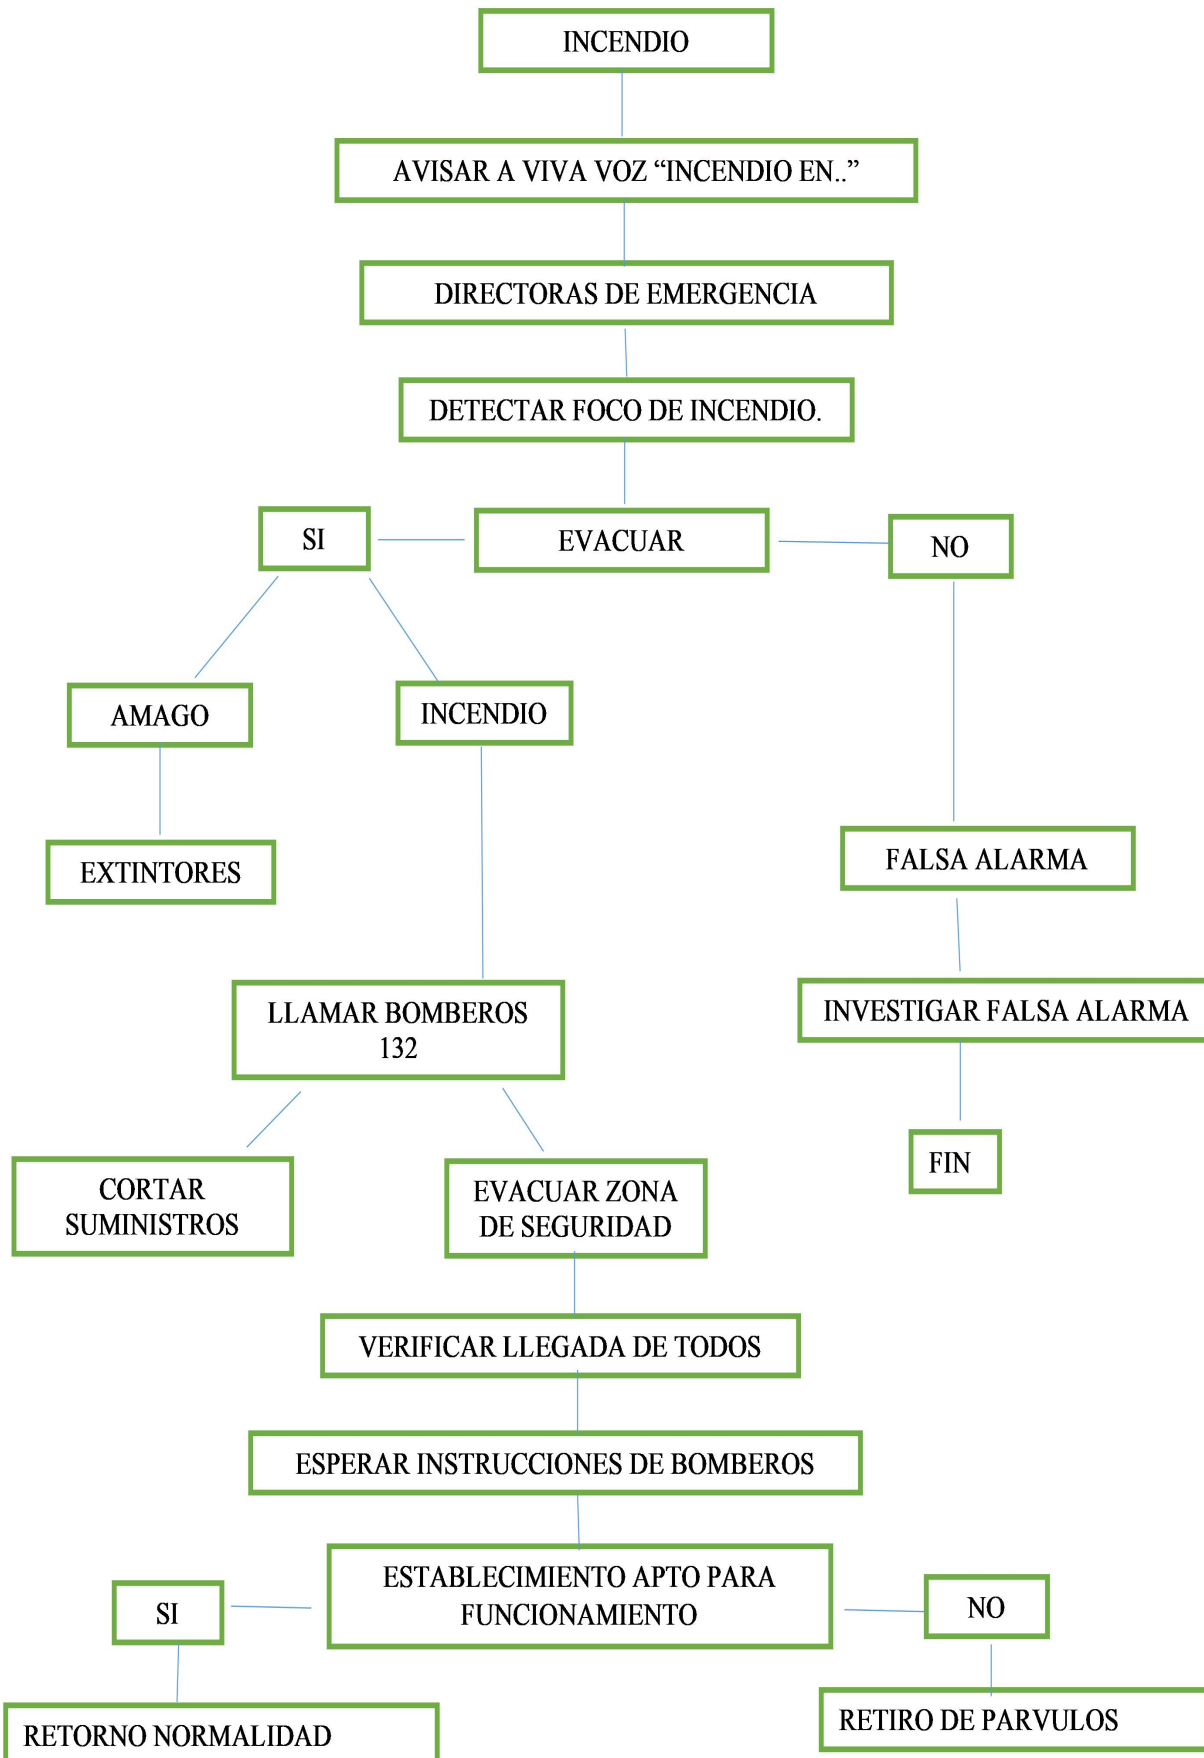 INCENDIO
AVISAR A VIVA VOZ “INCENDIO EN..”
DIRECTORAS DE EMERGENCIA
DETECTAR FOCO DE INCENDIO.
SI
EVACUAR
NO
AMAGO
INCENDIO
EXTINTORES
FALSA ALARMA
LLAMAR BOMBEROS
132
INVESTIGAR FALSA ALARMA
CORTAR
SUMINISTROS
EVACUAR ZONA
DE SEGURIDAD
FIN
VERIFICAR LLEGADA DE TODOS
ESPERAR INSTRUCCIONES DE BOMBEROS
ESTABLECIMIENTO APTO PARA
FUNCIONAMIENTO
SI
NO
RETORNO NORMALIDAD
RETIRO DE PARVULOS